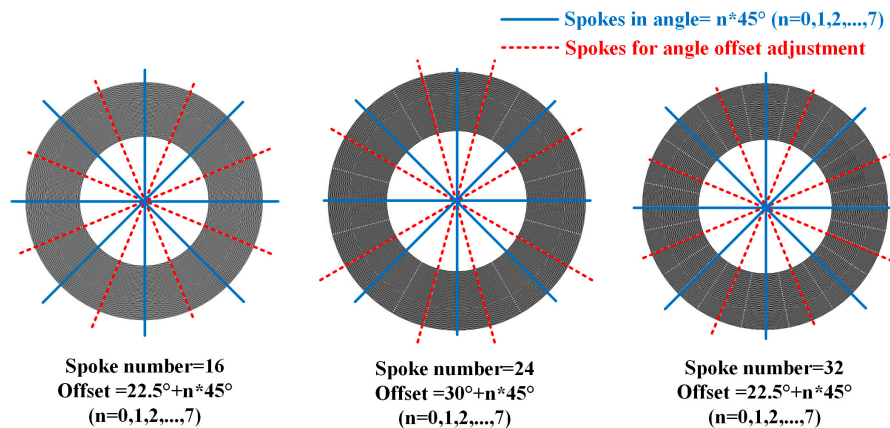 Spokes in angle= n*45° (n=0,1,2,...,7)
Spokes for angle offset adjustment
Spoke number=16
Offset =22.5°+n*45°
(n=0,1,2,...,7)
Spoke number=24
Offset =30°+n*45°
(n=0,1,2,...,7)
Spoke number=32
Offset =22.5°+n*45°
(n=0,1,2,...,7)